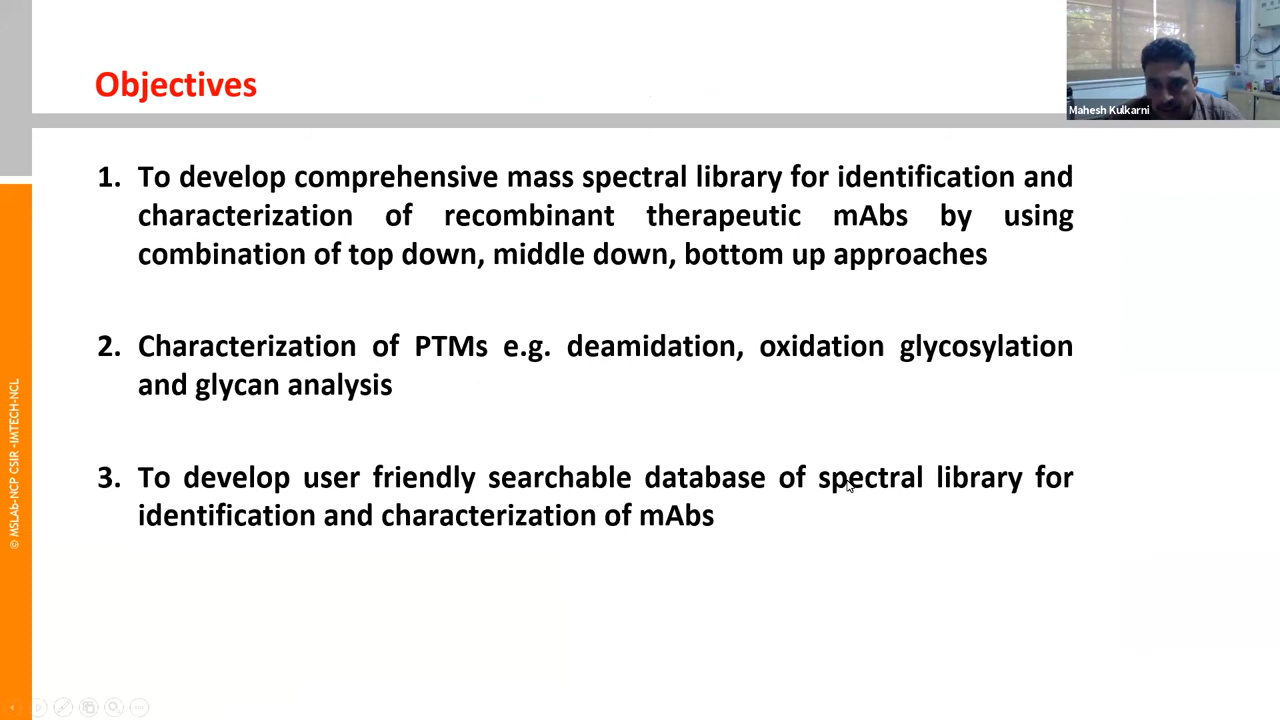 Objectives
Mahesh Kulkarni
1. To develop comprehensive mass spectral library for identification and
characterization of recombinant therapeutic mAbs by using
combination of top down, middle down, bottom up approaches
2. Characterization of PTMs e.g. deamidation, oxidation glycosylation
and glycan analysis
3. To develop user friendly searchable database of spectral library for
identification and characterization of mAbs
© MSLAb-NCP CSIR -IMTECH-NCL